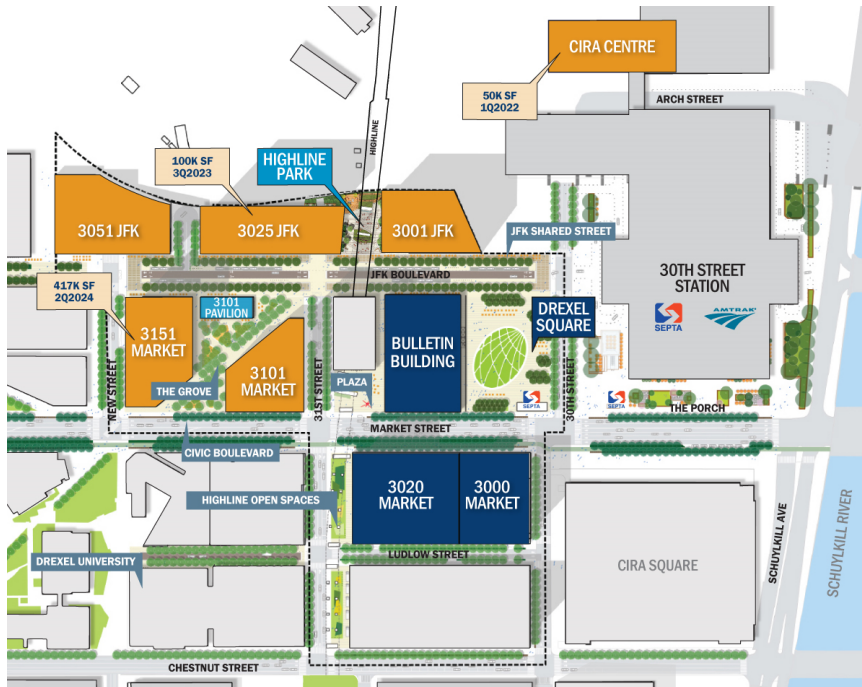 CIRA CENTRE
50K SF
1Q2022
ARCH STREET
100K SF
3Q2023
HIGHLINE
PARK
HIGHLINE
3051 JFK
3025 JFK
3001 JFK
JFK SHARED STREET
JFK BOULEVARD
30TH STREET
STATION
SEPTA
AMTRAK
417K SF
2Q2024
3101
PAVILION
3151
MARKET
BULLETIN
BUILDING
DREXEL
SQUARE
3101
MARKET
THE GROVE
PLAZA
NEW STREET
31ST STREET
30TH STREET
SEPTA
SEPTA
THE PORCH
MARKET STREET
CIVIC BOULEVARD
3020
MARKET
3000
MARKET
HIGHLINE OPEN SPACES
LUDLOW STREET
DREXEL UNIVERSITY
CIRA SQUARE
SCHUYLKILL AVE
SCHUYLKILL RIVER
CHESTNUT STREET